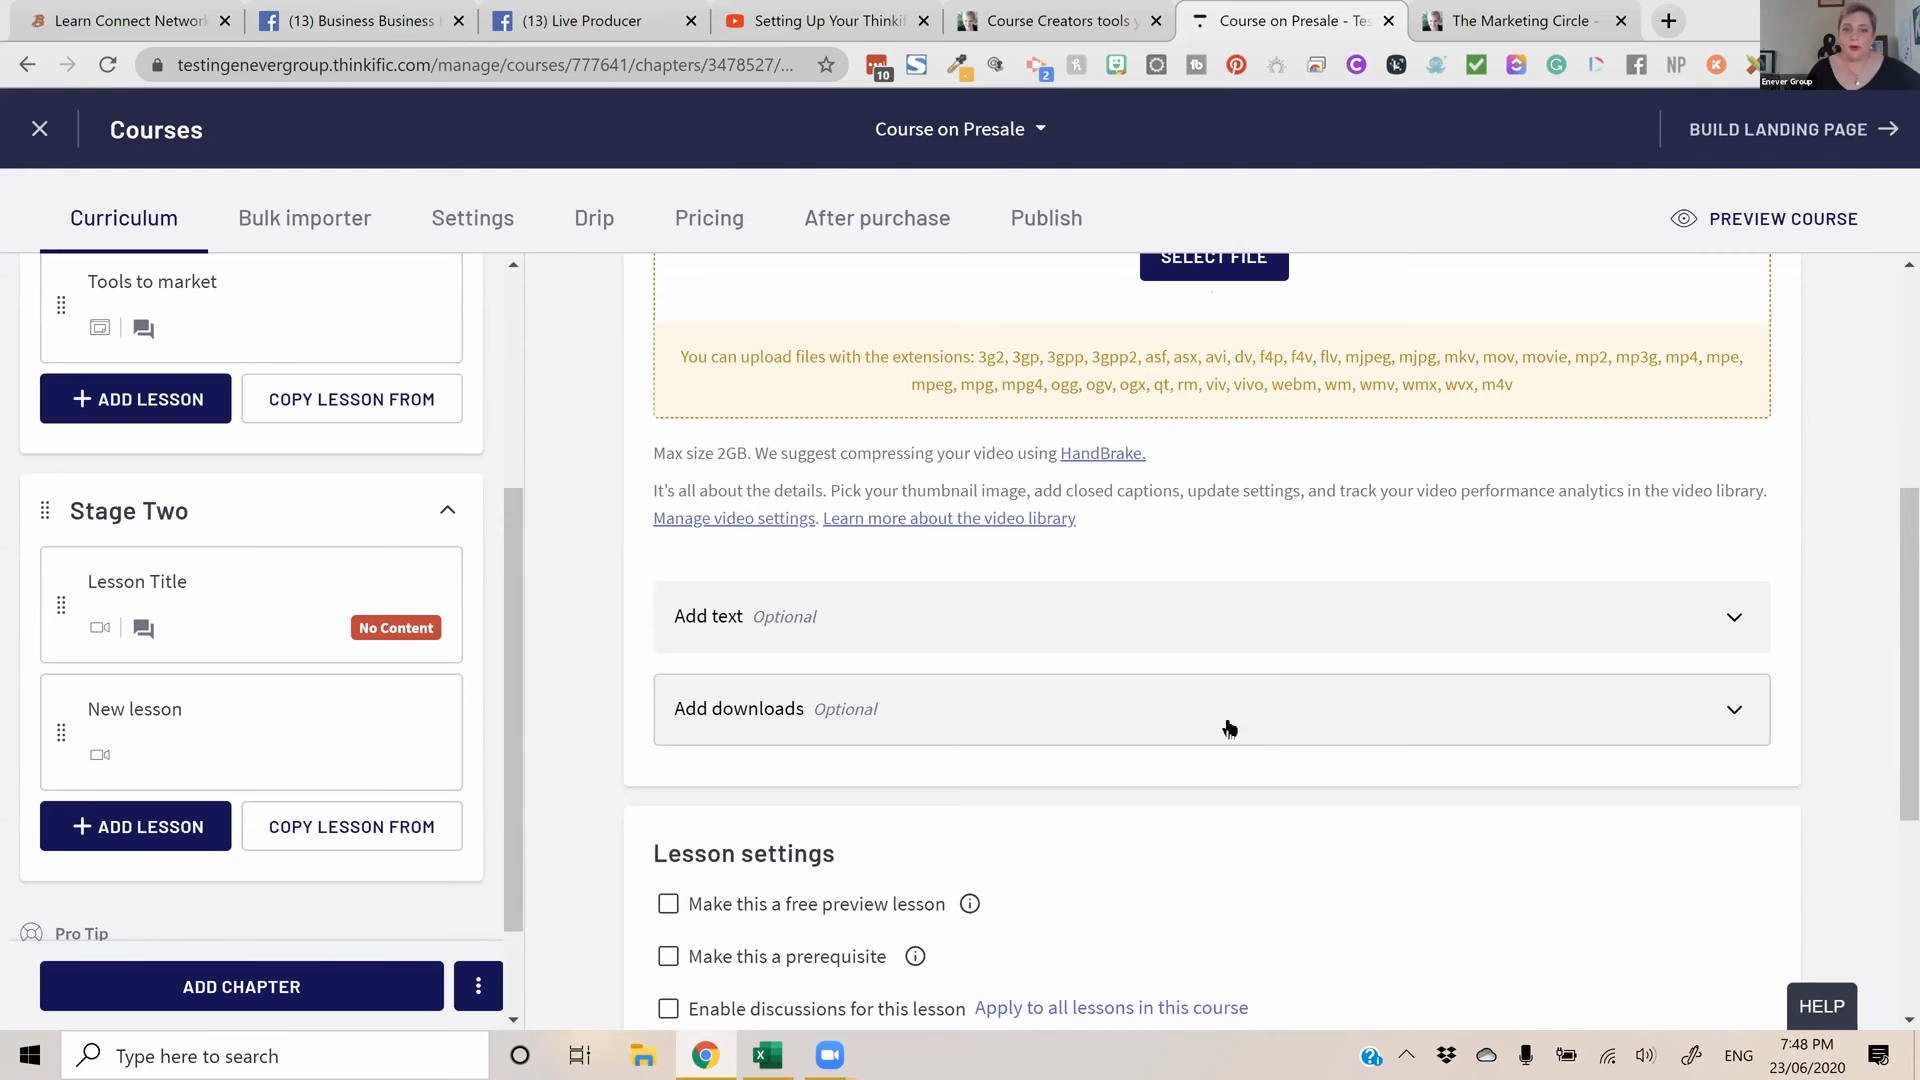 Learn Connect Network
(13) Business Business
(13) Live Producer
Setting Up Your Thinkif
Course Creators tools y
Course on Presale - Tes
The Marketing Circle -
testingenevergroup.thinkific.com/manage/courses/777641/chapters/3478527/...
10
2
NP
Enever Group
Courses
Course on Presale
BUILD LANDING PAGE
Curriculum
Bulk importer
Settings
Drip
Pricing
After purchase
Publish
PREVIEW COURSE
Tools to market
+ ADD LESSON
COPY LESSON FROM
Stage Two
Lesson Title
No Content
New lesson
+ ADD LESSON
COPY LESSON FROM
Pro Tip
ADD CHAPTER
SELECT FILE
You can upload files with the extensions: 3g2, 3gp, 3gpp, 3gpp2, asf, asx, avi, dv, f4p, f4v, flv, mjpeg, mjpg, mkv, mov, movie, mp2, mp3g, mp4, mpe,
mpeg, mpg, mpg4, ogg, ogv, ogx, qt, rm, viv, vivo, webm, wm, wmv, wmx, wvx, m4v
Max size 2GB. We suggest compressing your video using HandBrake.
It's all about the details. Pick your thumbnail image, add closed captions, update settings, and track your video performance analytics in the video library.
Manage video settings. Learn more about the video library
Add text Optional
Add downloads Optional
Lesson settings
Make this a free preview lesson
Make this a prerequisite
Enable discussions for this lesson Apply to all lessons in this course
HELP
Type here to search
ENG
7:48 PM
23/06/2020